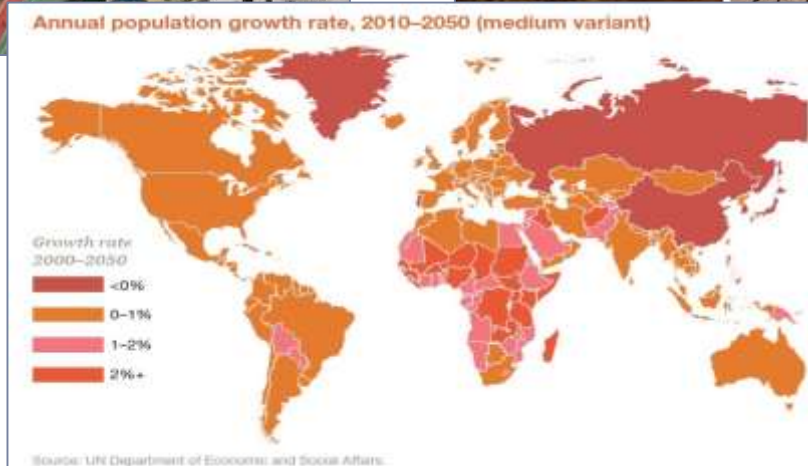 Annual population growth rate, 2010–2050 (medium variant)
Growth rate
2000–2050
<0%
0–1%
1–2%
2%+
Source: UN Department of Economic and Social Affairs.